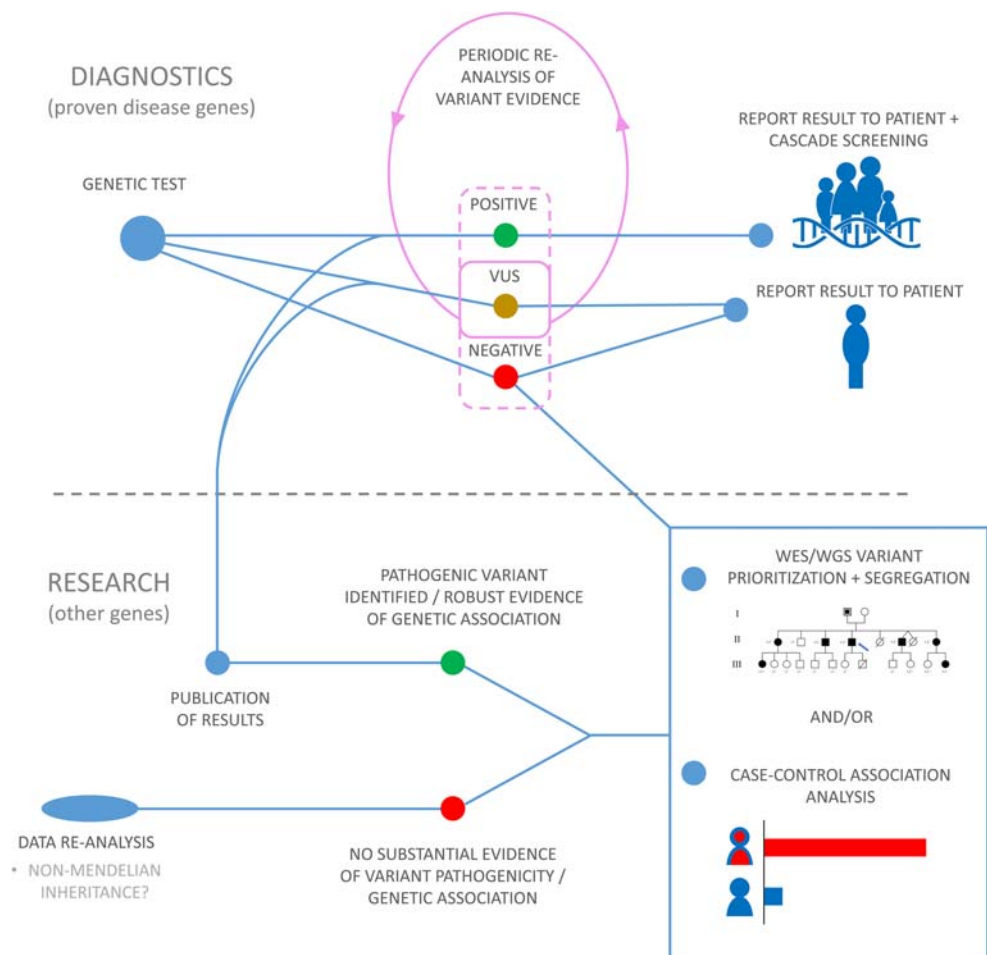 DIAGNOSTICS
(proven disease genes)
PERIODIC RE-
ANALYSIS OF
VARIANT EVIDENCE
GENETIC TEST
POSITIVE
VUS
NEGATIVE
REPORT RESULT TO PATIENT +
CASCADE SCREENING
REPORT RESULT TO PATIENT
RESEARCH
(other genes)
PATHOGENIC VARIANT
IDENTIFIED / ROBUST EVIDENCE
OF GENETIC ASSOCIATION
PUBLICATION
OF RESULTS
DATA RE-ANALYSIS
• NON-MENDELIAN
INHERITANCE?
NO SUBSTANTIAL EVIDENCE
OF VARIANT PATHOGENICITY /
GENETIC ASSOCIATION
WES/WGS VARIANT
PRIORITIZATION + SEGREGATION
I
II
III
AND/OR
CASE-CONTROL ASSOCIATION
ANALYSIS